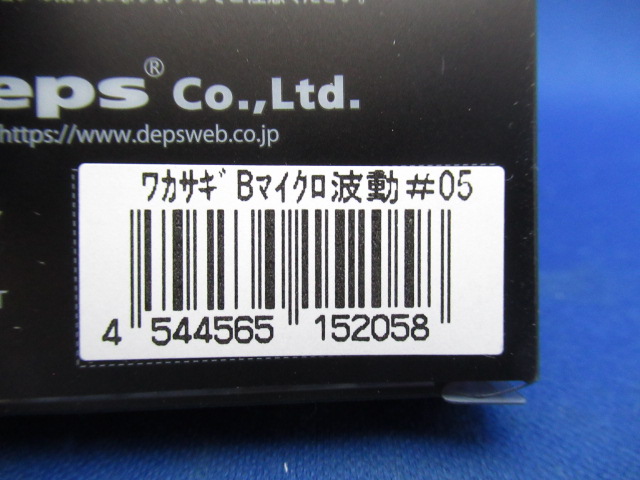 eps® Co.,Ltd.
https://www.depsweb.co.jp
ﾜｶｻｷﾞ Bﾏｲｸﾛ波動#05
4 544565 152058
T